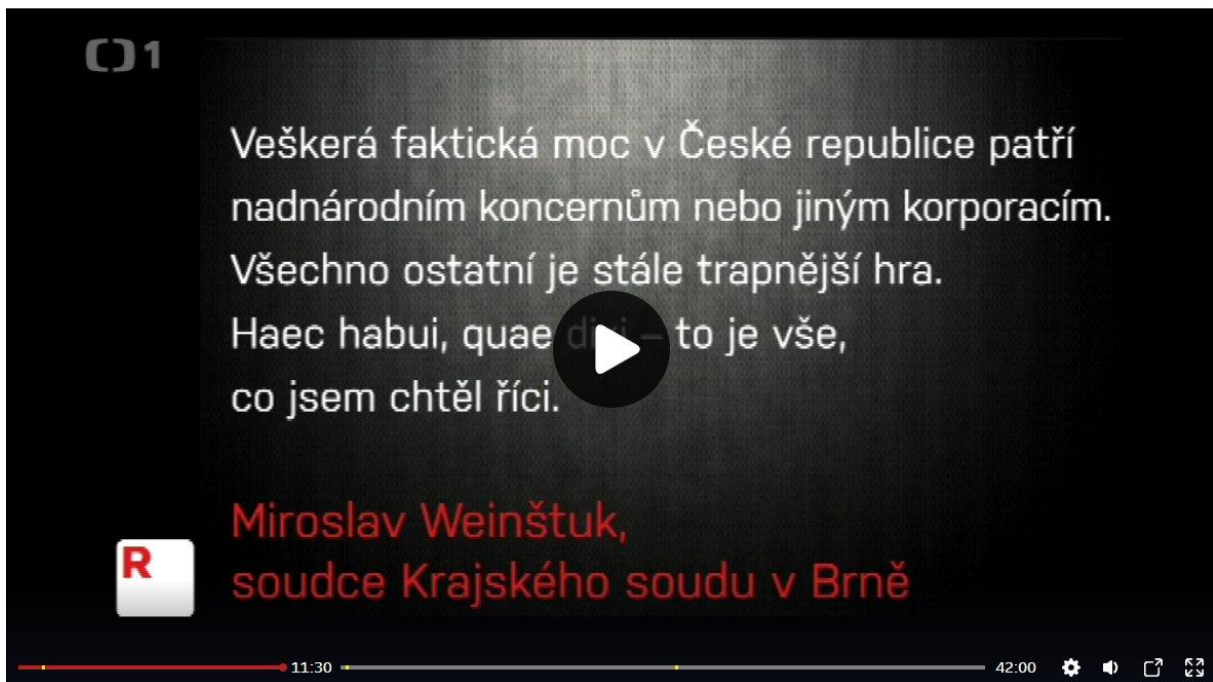 1
Veškerá faktická moc v České republice patří
nadnárodním koncernům nebo jiným korporacím.
Všechno ostatní je stále trapnější hra.
Haec habui, quae – to je vše,
co jsem chtěl říci.
Miroslav Weinštuk,
soudce Krajského soudu v Brně
R
11:30
42:00